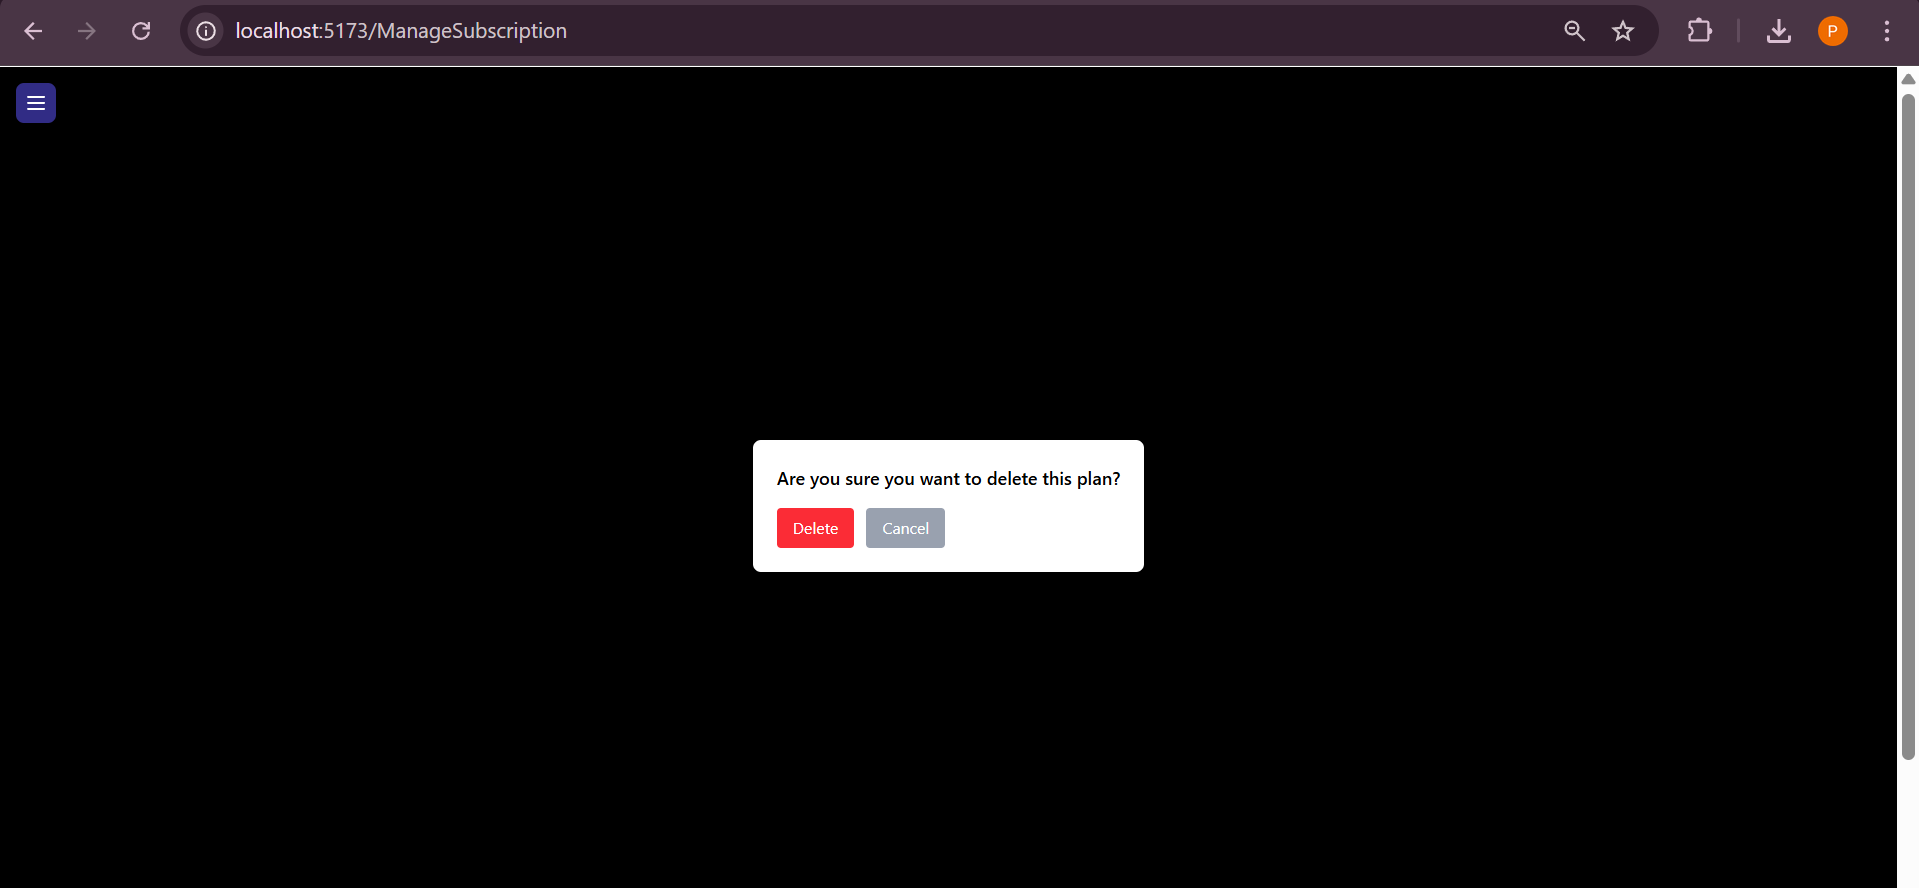 localhost:5173/ManageSubscription
P
Are you sure you want to delete this plan?
Delete
Cancel